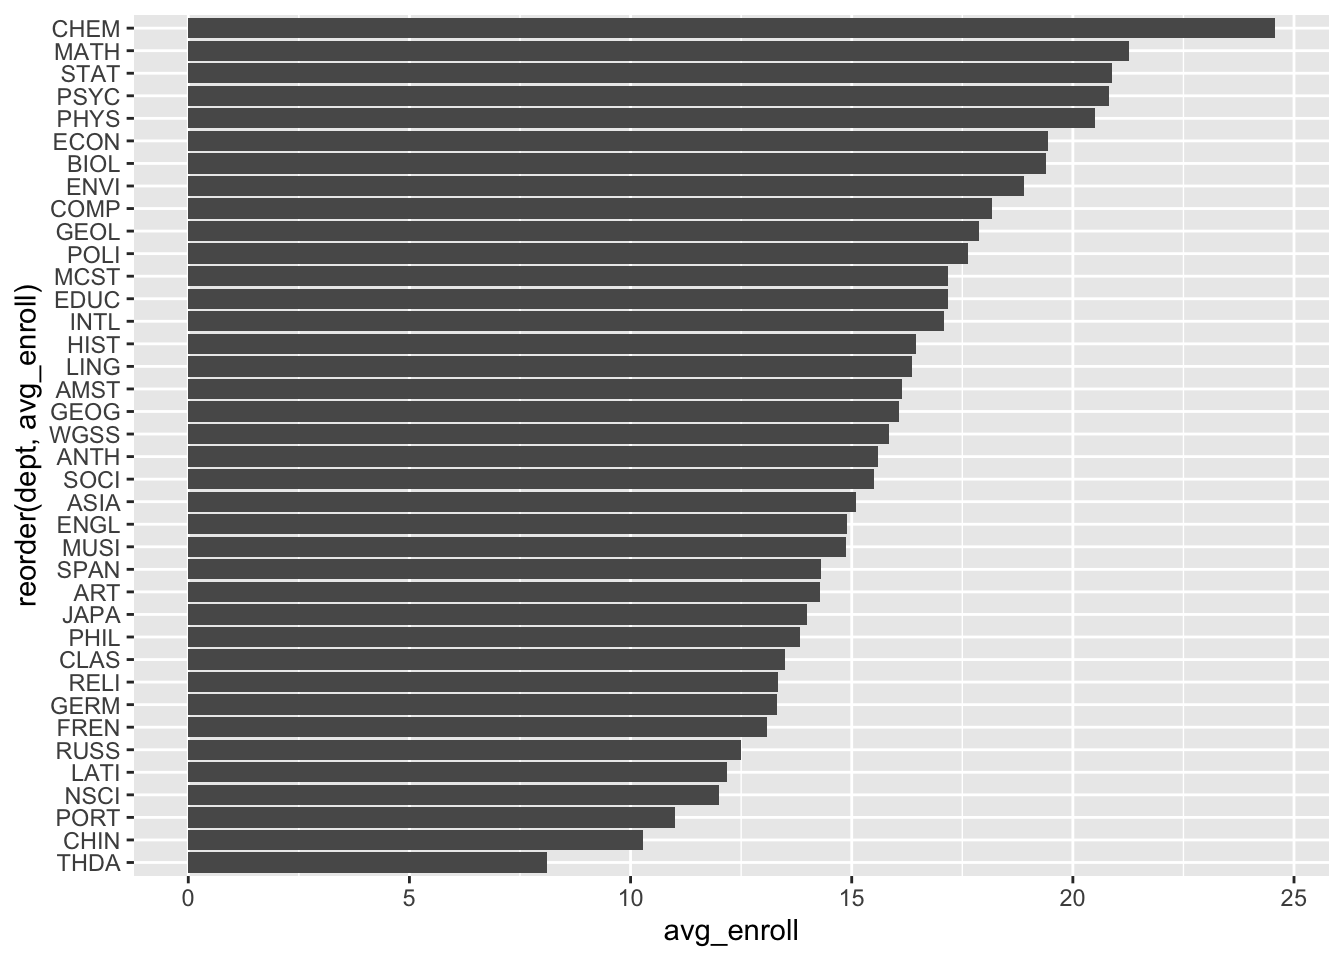 reorder(dept, avg_enroll)
CHEM
MATH
STAT
PSYC
PHYS
ECON
BIOL
ENVI
COMP
GEOL
POLI
MCST
EDUC
INTL
HIST
LING
AMST
GEOG
WGSS
ANTH
SOCI
ASIA
ENGL
MUSI
SPAN
ART
JAPA
PHIL
CLAS
RELI
GERM
FREN
RUSS
LATI
NSCI
PORT
CHIN
THDA
0 5 10 15 20 25
avg_enroll